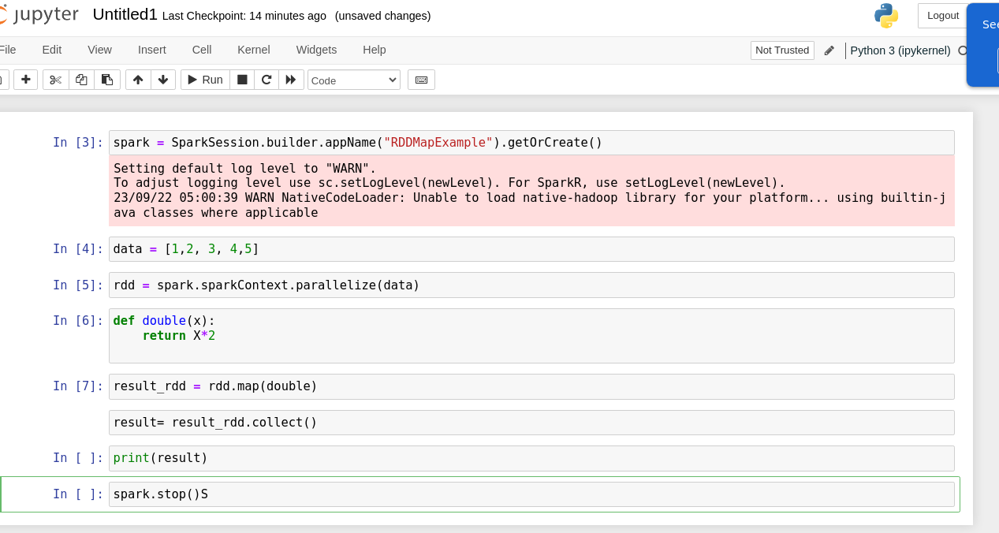 jupyter Untitled1 Last Checkpoint: 14 minutes ago (unsaved changes) Logout
File Edit View Insert Cell Kernel Widgets Help Not Trusted Python 3 (ipykernel)
Run Code
In [3]: spark = SparkSession.builder.appName("RDDMapExample").getOrCreate()
Setting default log level to "WARN".
To adjust logging level use sc.setLogLevel(newLevel). For SparkR, use setLogLevel(newLevel).
23/09/22 05:00:39 WARN NativeCodeLoader: Unable to load native-hadoop library for your platform... using builtin-j
ava classes where applicable
In [4]: data = [1,2, 3, 4,5]
In [5]: rdd = spark.sparkContext.parallelize(data)
In [6]: def double(x):
    return X*2
In [7]: result_rdd = rdd.map(double)
result= result_rdd.collect()
In [ ]: print(result)
In [ ]: spark.stop()S